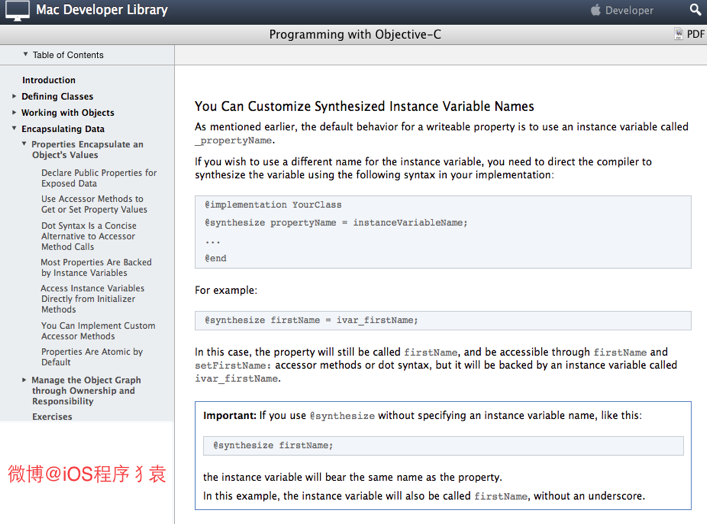 Mac Developer Library
Developer
Programming with Objective-C
PDF
Table of Contents
Introduction
Defining Classes
Working with Objects
Encapsulating Data
Properties Encapsulate an
Object's Values
Declare Public Properties for
Exposed Data
Use Accessor Methods to
Get or Set Property Values
Dot Syntax Is a Concise
Alternative to Accessor
Method Calls
Most Properties Are Backed
by Instance Variables
Access Instance Variables
Directly from Initializer
Methods
You Can Implement Custom
Accessor Methods
Properties Are Atomic by
Default
Manage the Object Graph
through Ownership and
Responsibility
Exercises
微博@iOS程序犭袁
You Can Customize Synthesized Instance Variable Names
As mentioned earlier, the default behavior for a writeable property is to use an instance variable called
_propertyName.
If you wish to use a different name for the instance variable, you need to direct the compiler to
synthesize the variable using the following syntax in your implementation:
@implementation YourClass
@synthesize propertyName = instanceVariableName;
...
@end
For example:
@synthesize firstName = ivar_firstName;
In this case, the property will still be called firstName, and be accessible through firstName and
setFirstName: accessor methods or dot syntax, but it will be backed by an instance variable called
ivar_firstName.
Important: If you use @synthesize without specifying an instance variable name, like this:
@synthesize firstName;
the instance variable will bear the same name as the property.
In this example, the instance variable will also be called firstName, without an underscore.